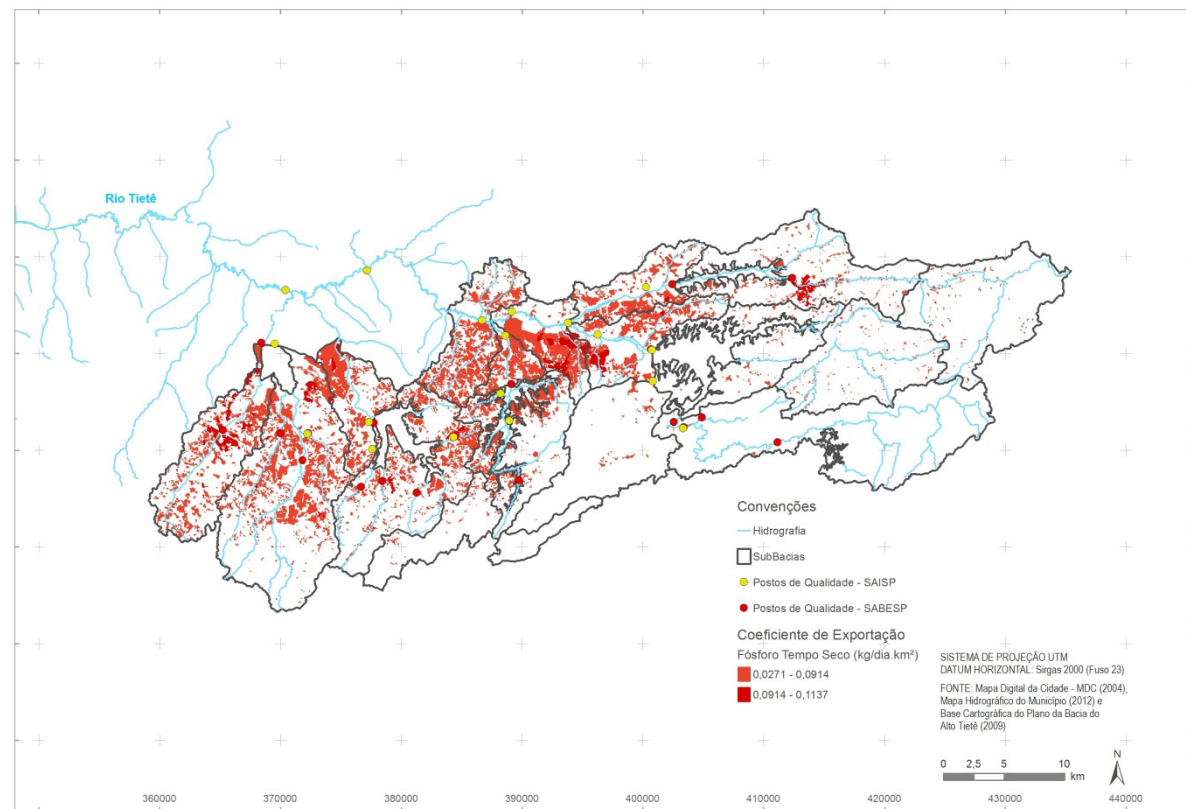 Rio Tietê
Convenções
Hidrografia
SubBacias
Postos de Qualidade - SAISP
Postos de Qualidade - SABESP
Coeficiente de Exportação
Fósforo Tempo Seco (kg/dia.km²)
0,0271 - 0,0914
0,0914 - 0,1137
SISTEMA DE PROJEÇÃO UTM
DATUM HORIZONTAL: Sirgas 2000 (Fuso 23)
FONTE: Mapa Digital da Cidade - MDC (2004),
Mapa Hidrográfico do Município (2012) e
Base Cartográfica do Plano da Bacia do
Alto Tietê (2009)
N
0 2,5 5 10
km
360000 370000 380000 390000 400000 410000 420000 430000 440000